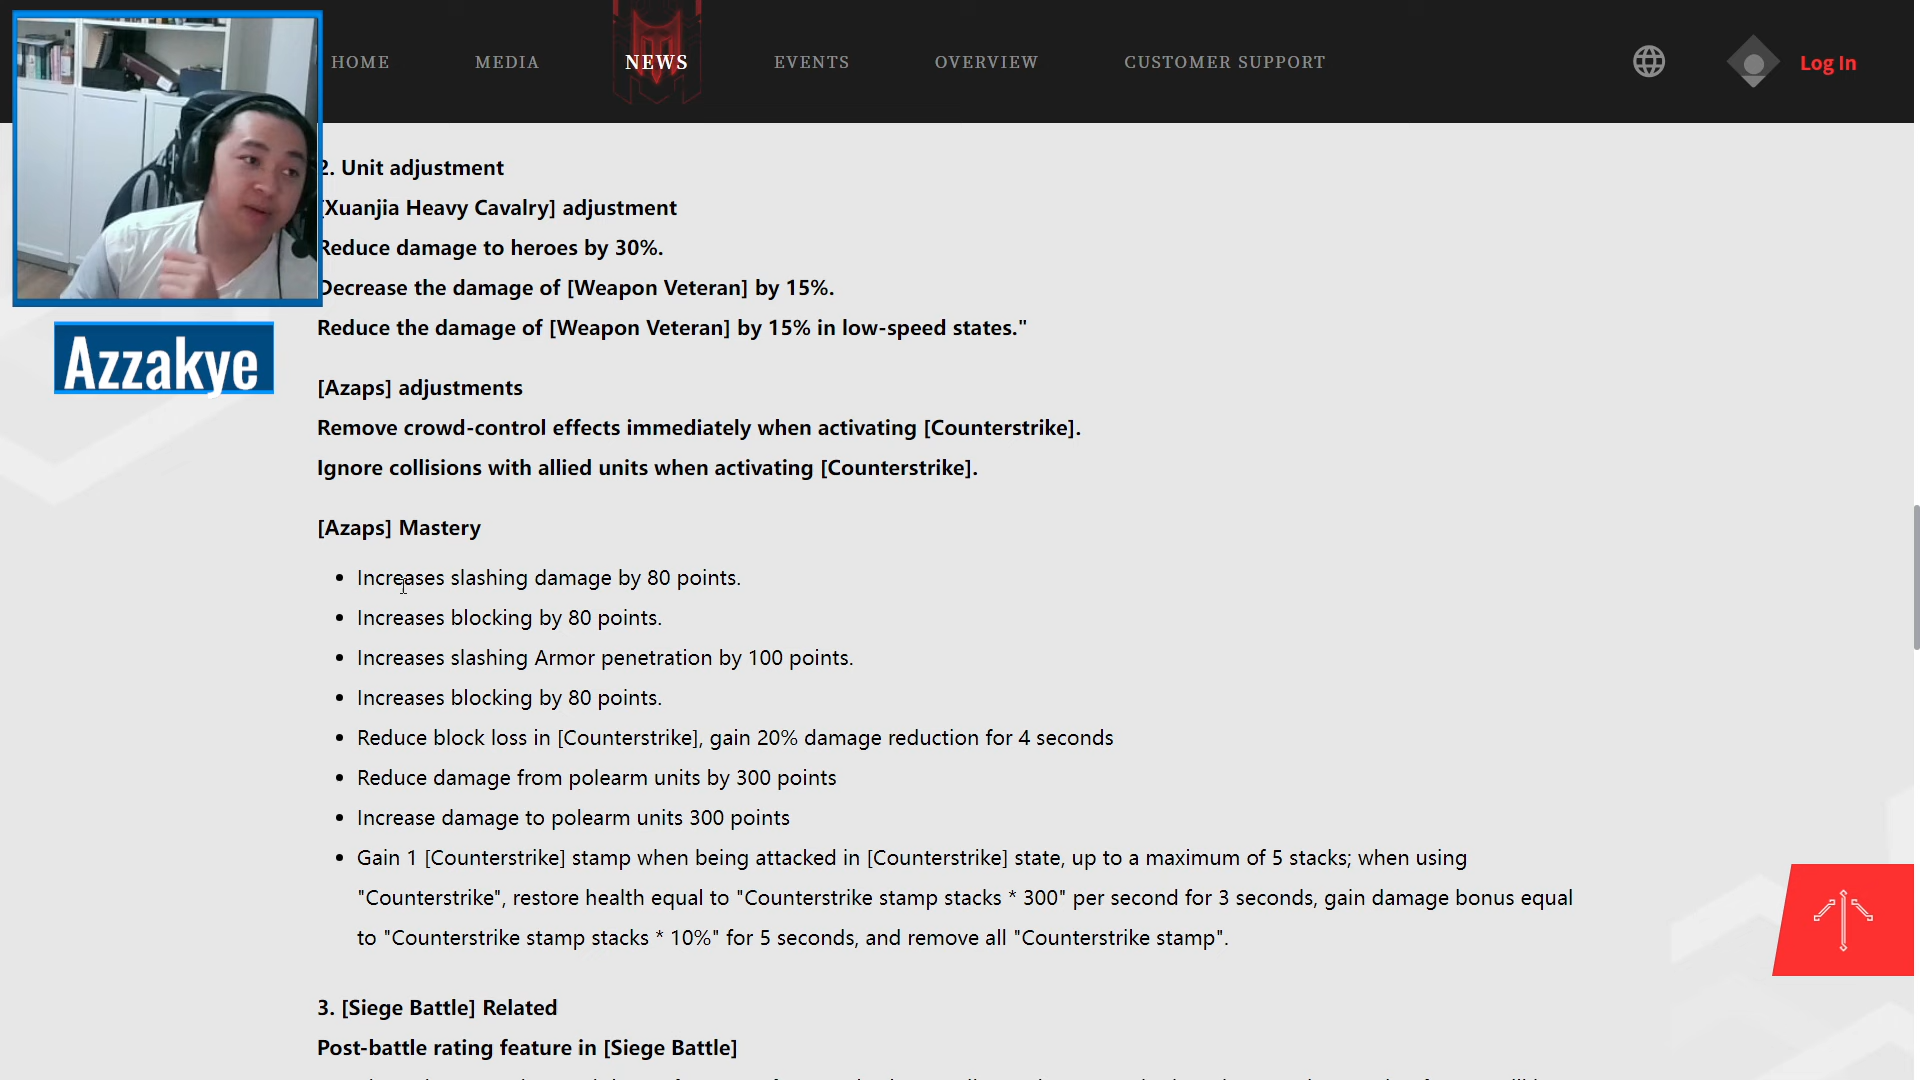 HOME
MEDIA
NEWS
EVENTS
OVERVIEW
CUSTOMER SUPPORT
Log In
Azzakye
2. Unit adjustment
[Xuanjia Heavy Cavalry] adjustment
Reduce damage to heroes by 30%.
Decrease the damage of [Weapon Veteran] by 15%.
Reduce the damage of [Weapon Veteran] by 15% in low-speed states."
[Azaps] adjustments
Remove crowd-control effects immediately when activating [Counterstrike].
Ignore collisions with allied units when activating [Counterstrike].
[Azaps] Mastery
• Increases slashing damage by 80 points.
• Increases blocking by 80 points.
• Increases slashing Armor penetration by 100 points.
• Increases blocking by 80 points.
• Reduce block loss in [Counterstrike], gain 20% damage reduction for 4 seconds
• Reduce damage from polearm units by 300 points
• Increase damage to polearm units 300 points
• Gain 1 [Counterstrike] stamp when being attacked in [Counterstrike] state, up to a maximum of 5 stacks; when using
"Counterstrike", restore health equal to "Counterstrike stamp stacks * 300" per second for 3 seconds, gain damage bonus equal
to "Counterstrike stamp stacks * 10%" for 5 seconds, and remove all "Counterstrike stamp".
3. [Siege Battle] Related
Post-battle rating feature in [Siege Battle]